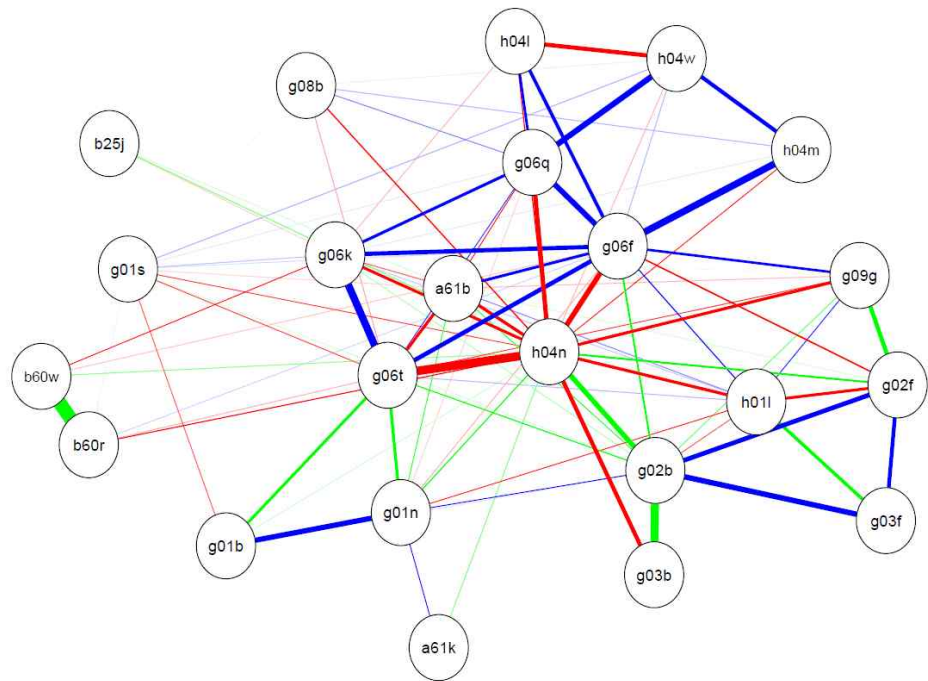 h04l
h04w
g08b
b25j
h04m
g06q
g06k
g06f
g01s
a61b
g09g
h04n
b60w
g06t
g02f
h01l
b60r
g02b
g01n
g03f
g01b
g03b
a61k